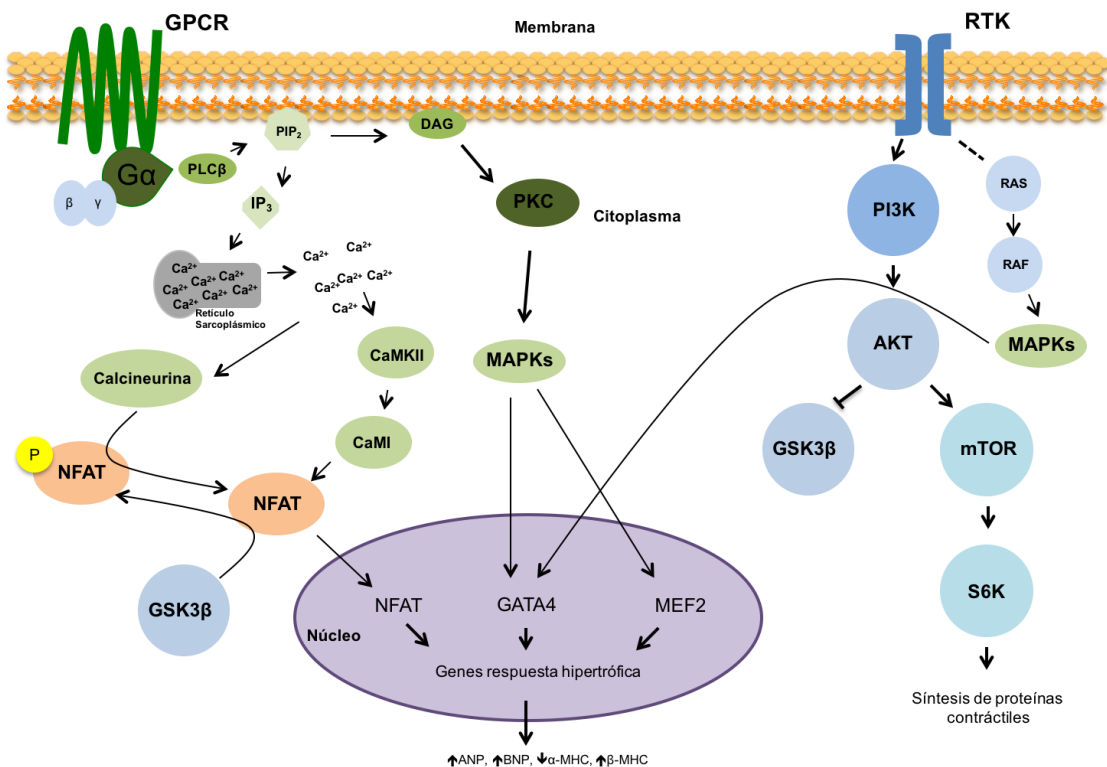 GPCR
Membrana
RTK
PIP2
DAG
Gα
PLCβ
β
γ
IP3
PKC
Citoplasma
PI3K
RAS
RAF
Ca2+
Ca2+ Ca2+
Ca2+ Ca2+ Ca2+
Ca2+
Retículo
Sarcoplásmico
Ca2+
Ca2+
Ca2+ Ca2+ Ca2+
Ca2+
CaMKII
MAPKs
AKT
MAPKs
Calcineurina
CaMI
P
NFAT
NFAT
GSK3β
mTOR
GSK3β
S6K
NFAT
GATA4
MEF2
Núcleo
Genes respuesta hipertrófica
Síntesis de proteínas
contráctiles
↑ANP, ↑BNP, ↓α-MHC, ↑β-MHC